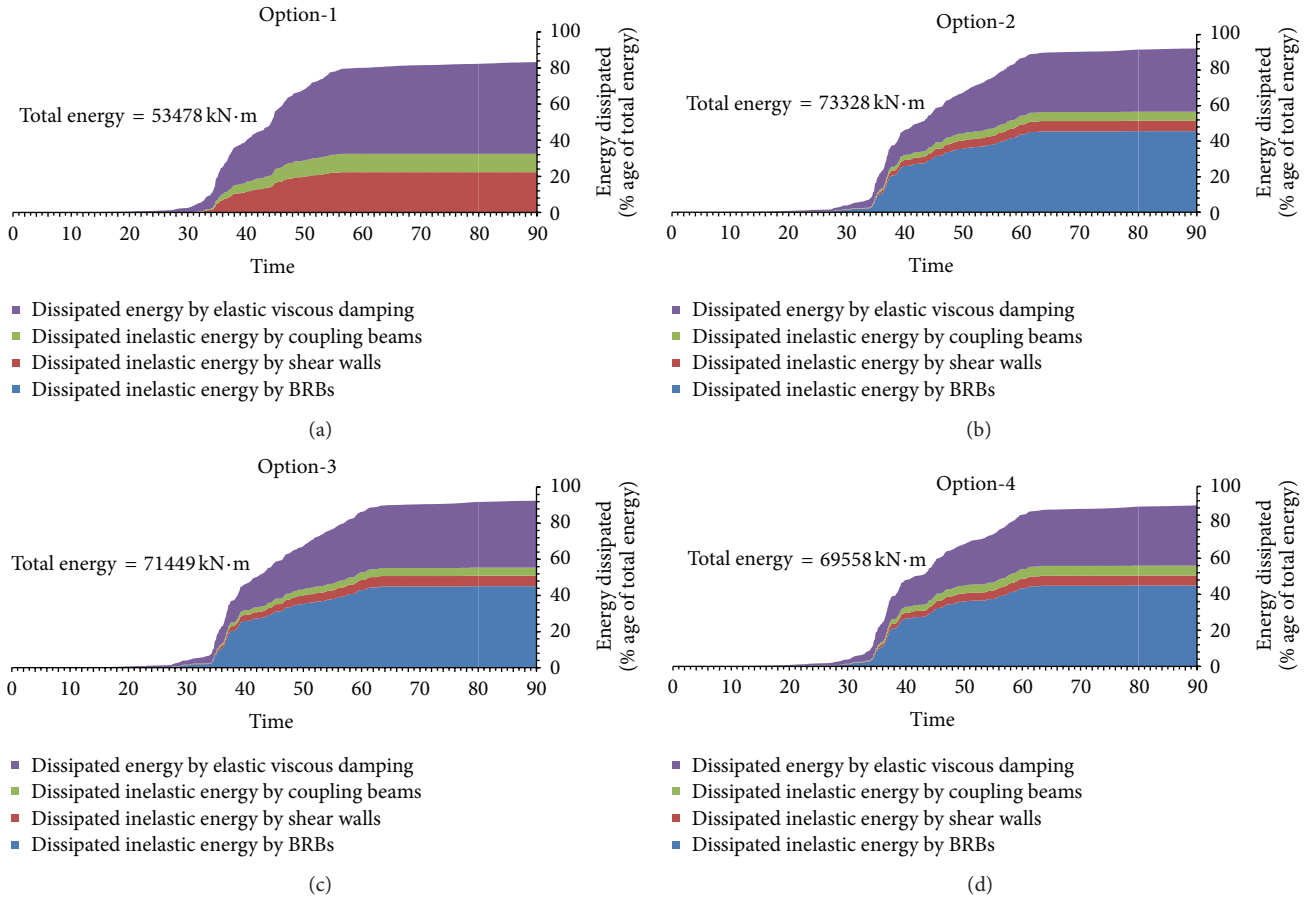 Option-1
Total energy = 53478 kN·m
100
80
60
40
20
0
Energy dissipated
(% age of total energy)
0 10 20 30 40 50 60 70 80 90
Time
Dissipated energy by elastic viscous damping
Dissipated inelastic energy by coupling beams
Dissipated inelastic energy by shear walls
Dissipated inelastic energy by BRBs
(a)
Option-2
Total energy = 73328 kN·m
100
80
60
40
20
0
Energy dissipated
(% age of total energy)
0 10 20 30 40 50 60 70 80 90
Time
Dissipated energy by elastic viscous damping
Dissipated inelastic energy by coupling beams
Dissipated inelastic energy by shear walls
Dissipated inelastic energy by BRBs
(b)
Option-3
Total energy = 71449 kN·m
100
80
60
40
20
0
Energy dissipated
(% age of total energy)
0 10 20 30 40 50 60 70 80 90
Time
Dissipated energy by elastic viscous damping
Dissipated inelastic energy by coupling beams
Dissipated inelastic energy by shear walls
Dissipated inelastic energy by BRBs
(c)
Option-4
Total energy = 69558 kN·m
100
80
60
40
20
0
Energy dissipated
(% age of total energy)
0 10 20 30 40 50 60 70 80 90
Time
Dissipated energy by elastic viscous damping
Dissipated inelastic energy by coupling beams
Dissipated inelastic energy by shear walls
Dissipated inelastic energy by BRBs
(d)